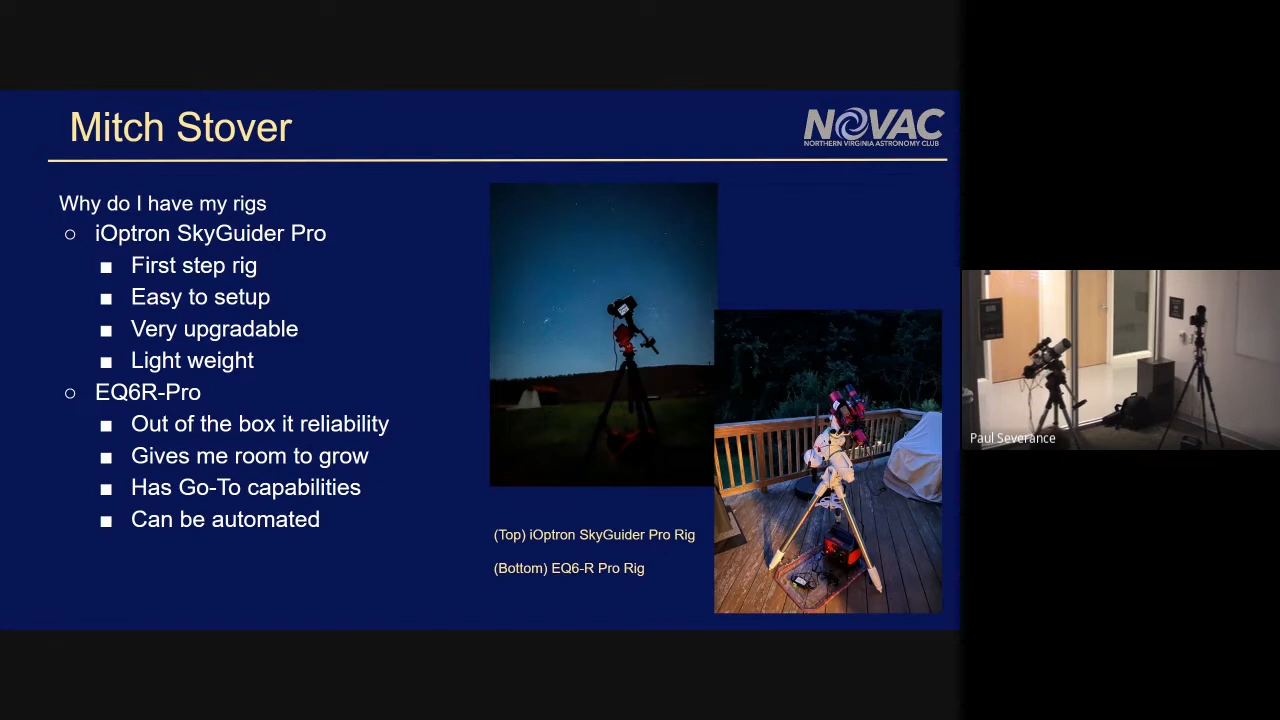 Mitch Stover
NOVAC
NORTHERN VIRGINIA ASTRONOMY CLUB
Why do I have my rigs
○ iOptron SkyGuider Pro
■ First step rig
■ Easy to setup
■ Very upgradable
■ Light weight
○ EQ6R-Pro
■ Out of the box it reliability
■ Gives me room to grow
■ Has Go-To capabilities
■ Can be automated
(Top) iOptron SkyGuider Pro Rig
(Bottom) EQ6-R Pro Rig
Paul Severance